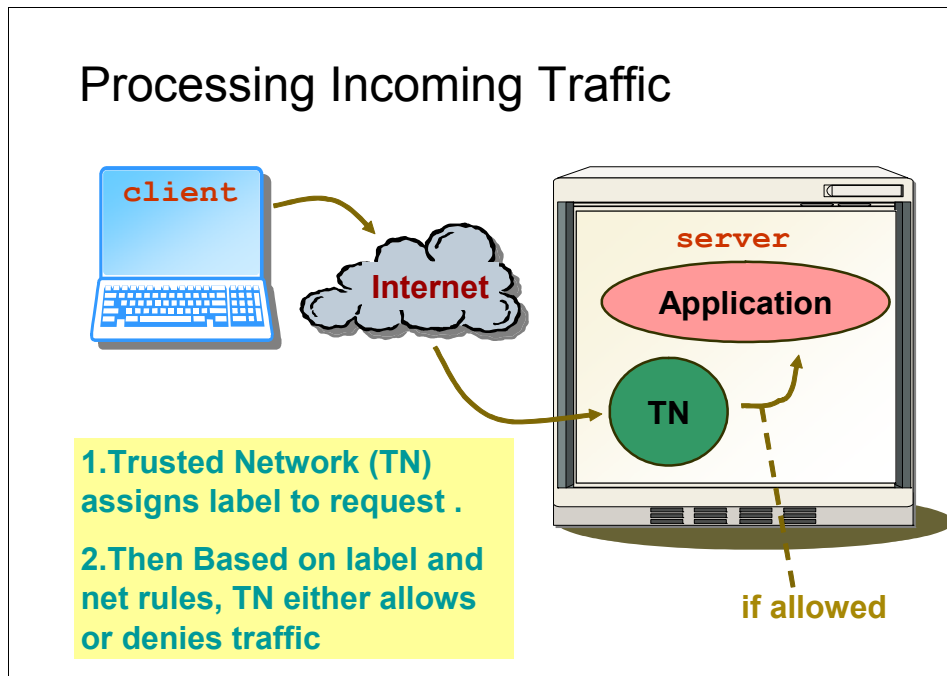 Processing Incoming Traffic
client
Internet
server
Application
TN
1.Trusted Network (TN)
assigns label to request .
2.Then Based on label and
net rules, TN either allows
or denies traffic
if allowed